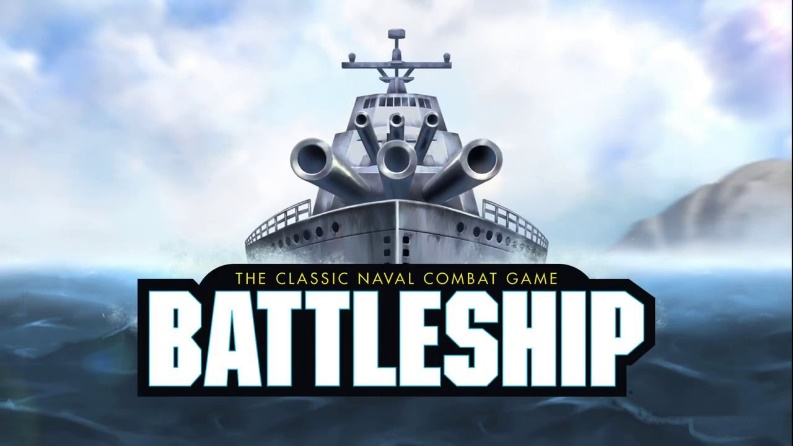 THE CLASSIC NAVAL COMBAT GAME
BATTLESHIP